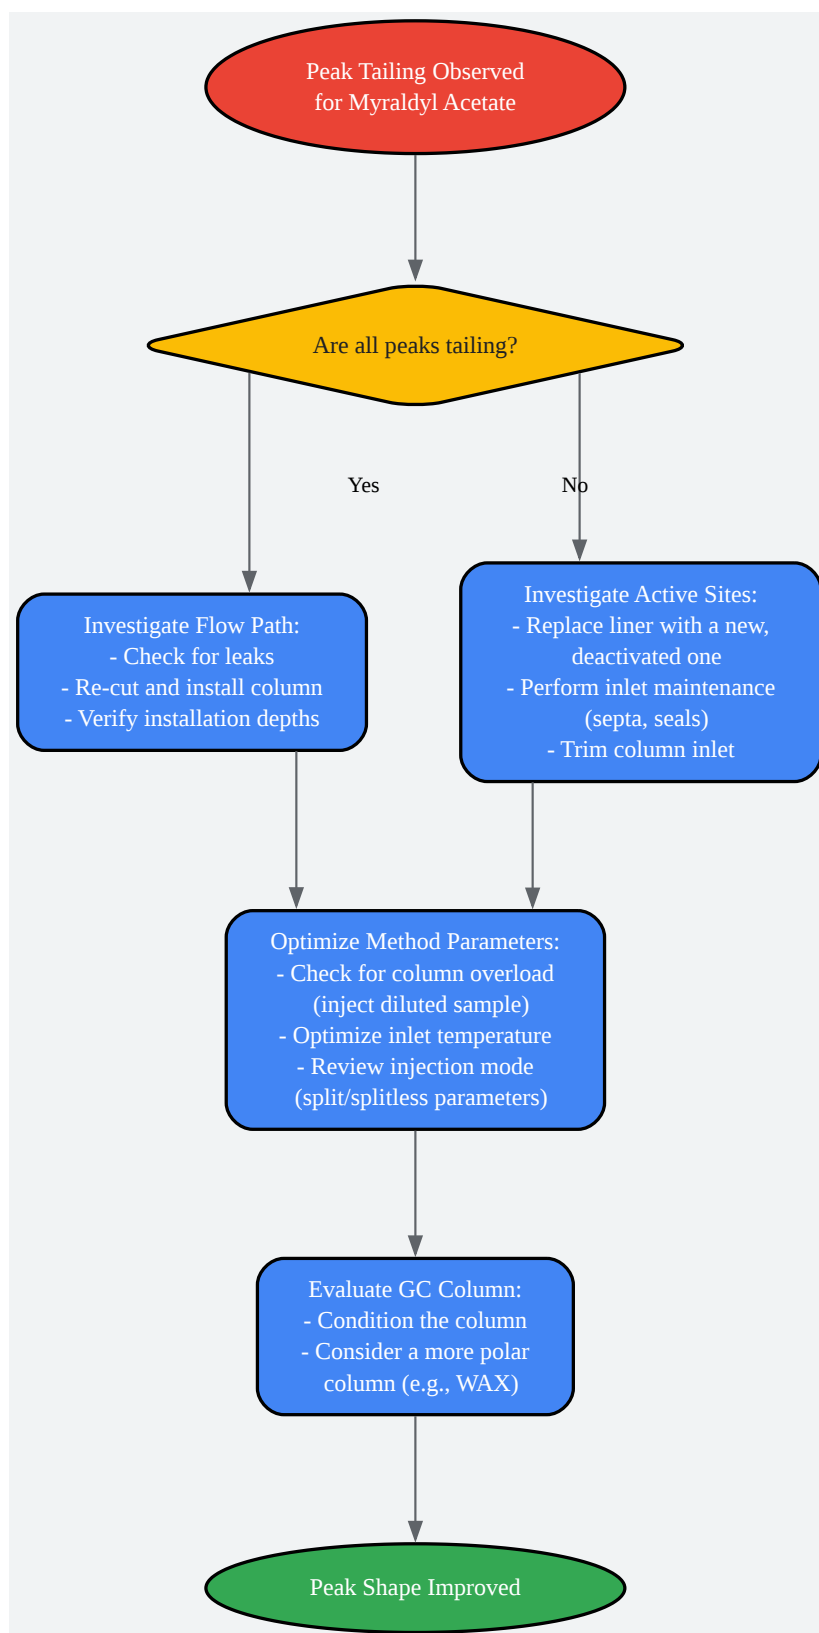 Peak Tailing Observed
for Myraldyl Acetate
Are all peaks tailing?
Yes
No
Investigate Flow Path:
- Check for leaks
- Re-cut and install column
- Verify installation depths
Investigate Active Sites:
- Replace liner with a new,
deactivated one
- Perform inlet maintenance
(septa, seals)
- Trim column inlet
Optimize Method Parameters:
- Check for column overload
(inject diluted sample)
- Optimize inlet temperature
- Review injection mode
(split/splitless parameters)
Evaluate GC Column:
- Condition the column
- Consider a more polar
column (e.g., WAX)
Peak Shape Improved